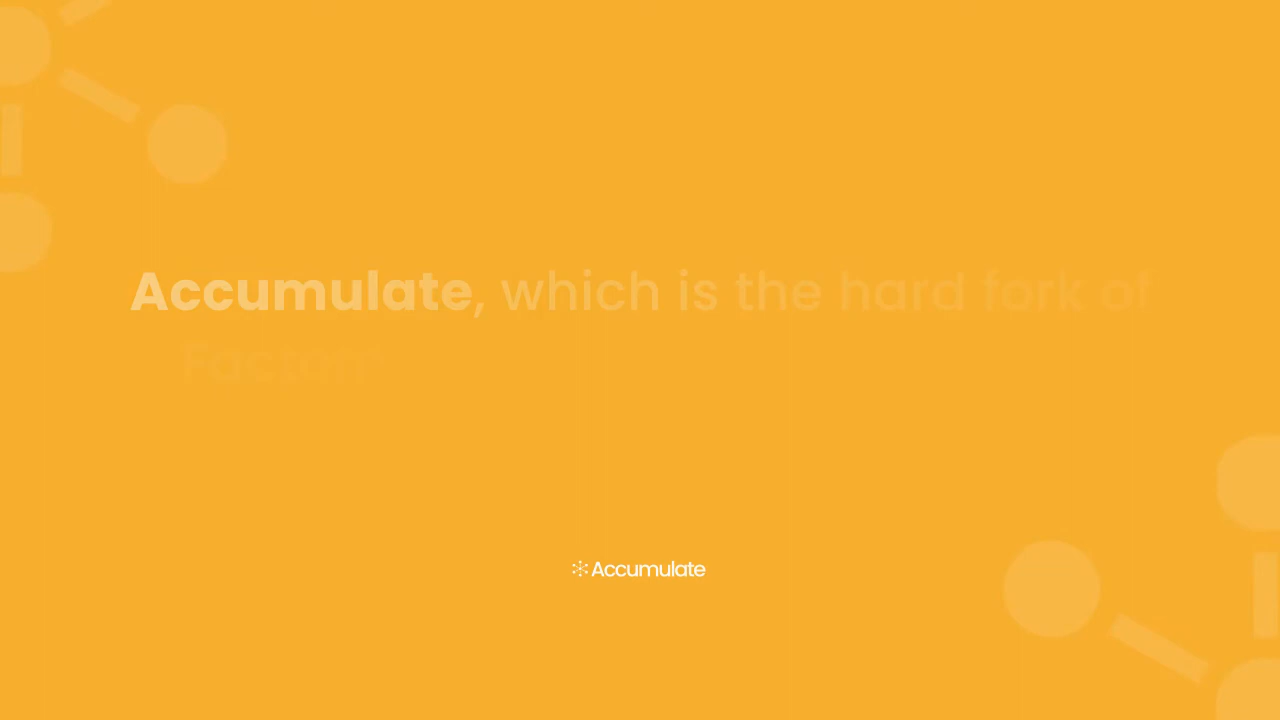 Accumulate, which is the hard fork of
Factom
Accumulate